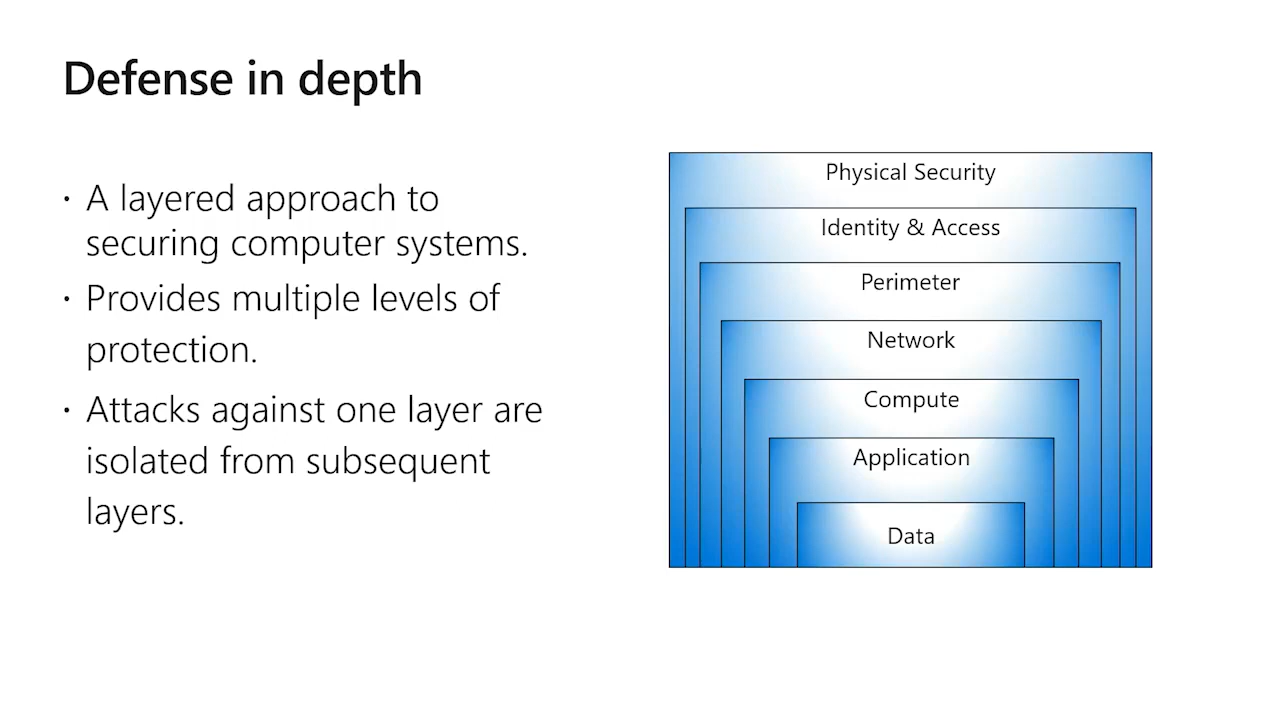 Defense in depth
· A layered approach to
securing computer systems.
· Provides multiple levels of
protection.
· Attacks against one layer are
isolated from subsequent
layers.
Physical Security
Identity & Access
Perimeter
Network
Compute
Application
Data